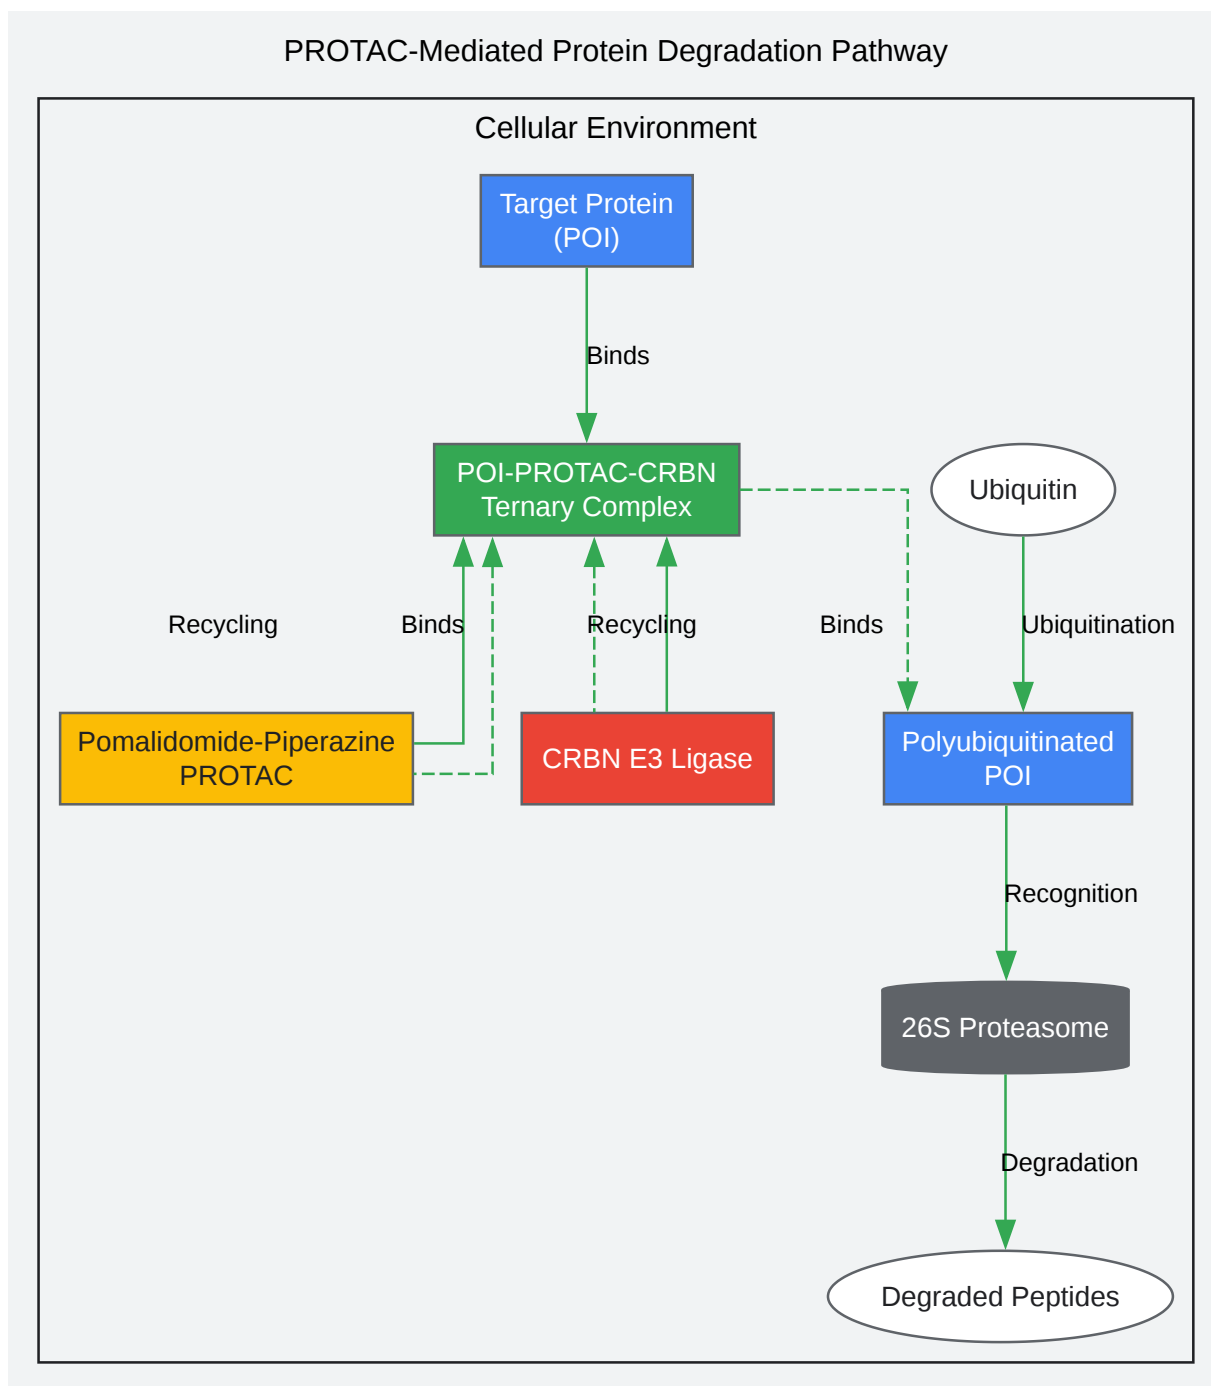 PROTAC-Mediated Protein Degradation Pathway
Cellular Environment
Target Protein
(POI)
Binds
POI-PROTAC-CRBN
Ternary Complex
Ubiquitin
Recycling
Binds
Recycling
Binds
Ubiquitination
Pomalidomide-Piperazine
PROTAC
CRBN E3 Ligase
Polyubiquitinated
POI
Recognition
26S Proteasome
Degradation
Degraded Peptides